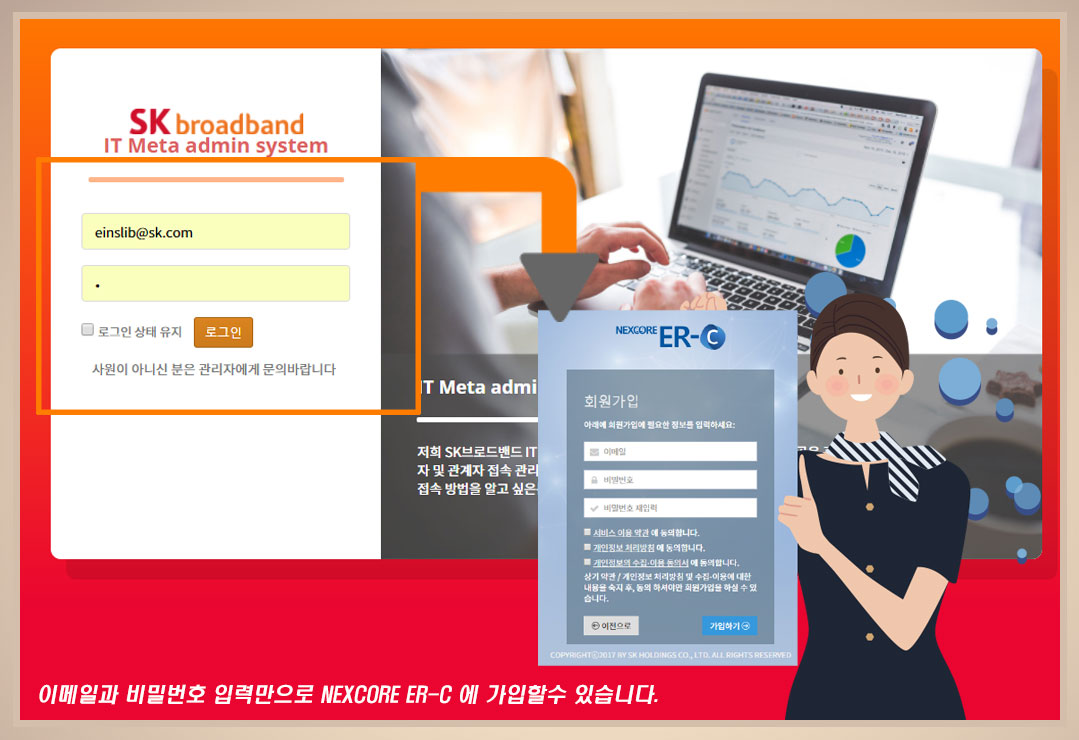 SK broadband
IT Meta admin system
einslib@sk.com
로그인 상태 유지
로그인
사원이 아니신 분은 관리자에게 문의바랍니다
IT Meta admi
저희 SK브로드밴드 IT
자 및 관계자 접속 관리
접속 방법을 알고 싶은
NEXCORE ER-C
회원가입
아래에 회원가입에 필요한 정보를 입력하세요:
이메일
비밀번호
비밀번호 재입력
서비스 이용 약관 에 동의합니다.
개인정보 처리방침 에 동의합니다.
개인정보의 수집·이용 동의서 에 동의합니다.
상기 약관 / 개인정보 처리방침 및 수집·이용에 대한
내용을 숙지 후, 동의 하셔야만 회원가입을 하실 수 있
습니다.
이전으로
가입하기
COPYRIGHTⓒ2017 BY SK HOLDINGS CO., LTD. ALL RIGHTS RESERVED
이메일과 비밀번호 입력만으로 NEXCORE ER-C 에 가입할수 있습니다.